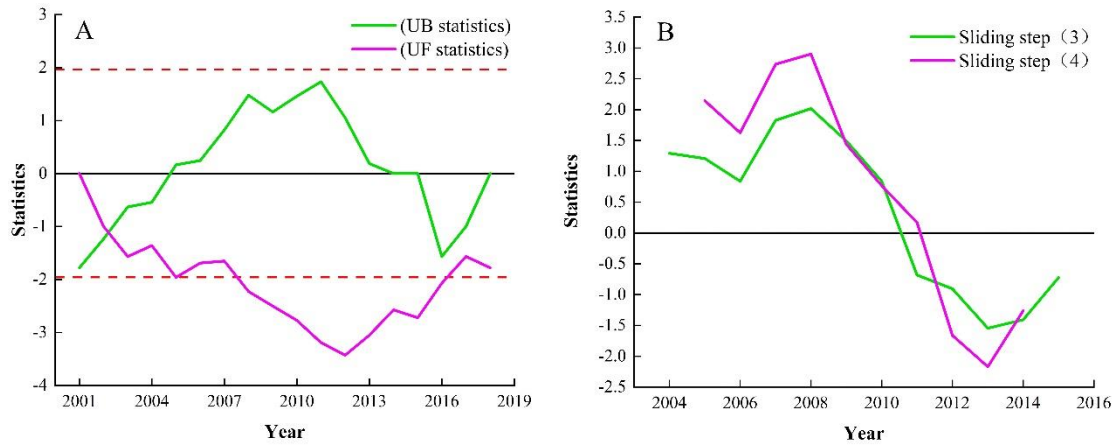 A
(UB statistics)
(UF statistics)
3
2
1
0
-1
-2
-3
-4
Statistics
2001 2004 2007 2010 2013 2016 2019
Year
B
Sliding step（3）
Sliding step（4）
3.5
3.0
2.5
2.0
1.5
1.0
0.5
0.0
-0.5
-1.0
-1.5
-2.0
-2.5
Statistics
2004 2006 2008 2010 2012 2014 2016
Year